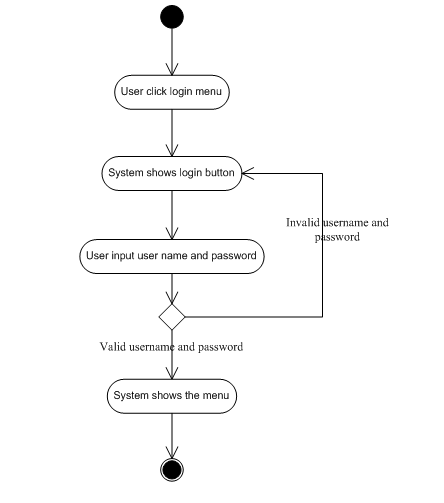 User click login menu
System shows login button
Invalid username and
password
User input user name and password
Valid username and password
System shows the menu